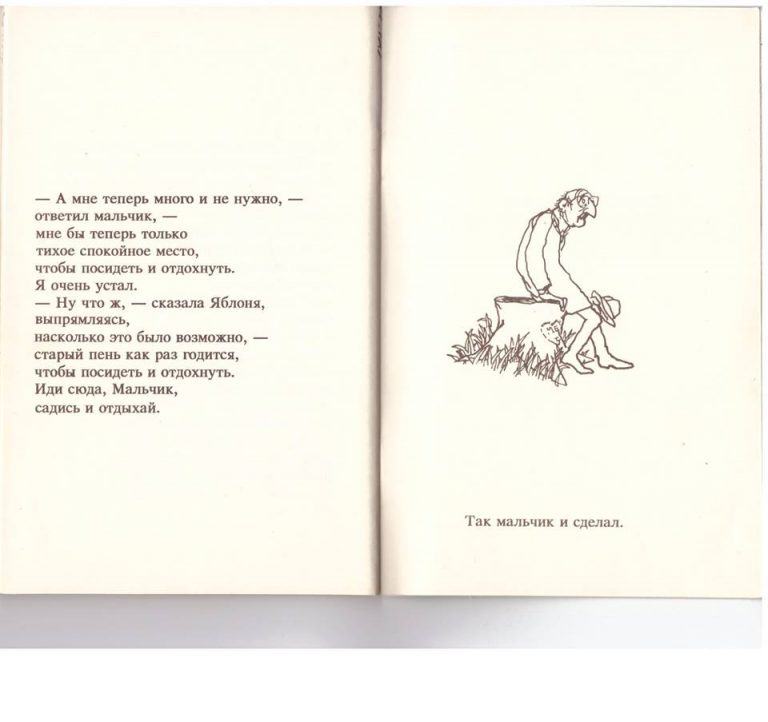 — А мне теперь много и не нужно, —
ответил мальчик, —
мне бы теперь только
тихое спокойное место,
чтобы посидеть и отдохнуть.
Я очень устал.
— Ну что ж, — сказала Яблоня,
выпрямляясь,
насколько это было возможно, —
старый пень как раз годится,
чтобы посидеть и отдохнуть.
Иди сюда, Мальчик,
садись и отдыхай.
Так мальчик и сделал.